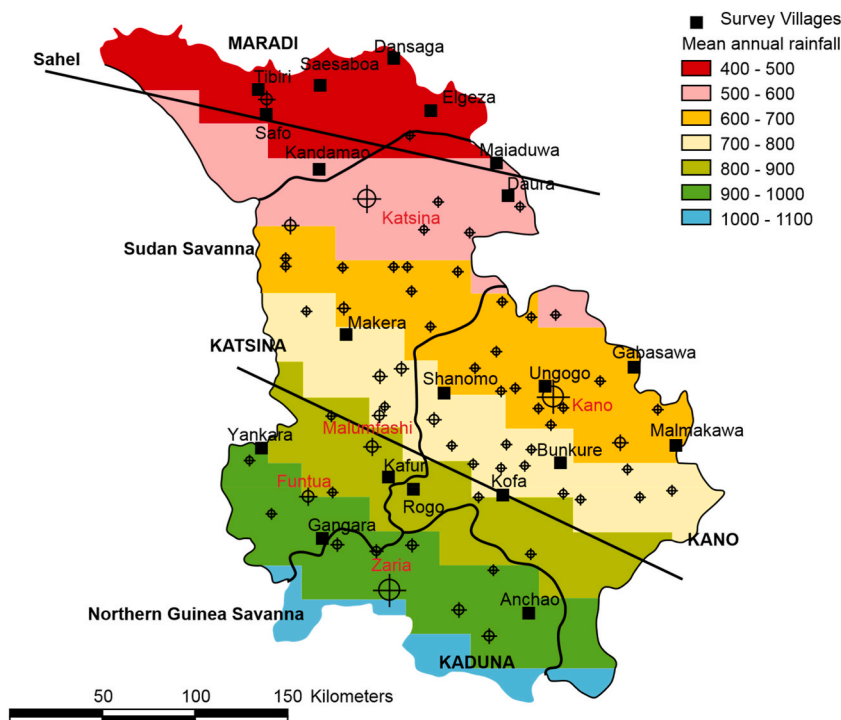 Survey Villages
Mean annual rainfall
400 - 500
500 - 600
600 - 700
700 - 800
800 - 900
900 - 1000
1000 - 1100
MARADI
Dansaga
Sahel
Saesaboa
Tibiri
Elgeza
Safo
Kandamao
Maiaduwa
Daura
Katsina
Sudan Savanna
Makera
KATSINA
Gabasawa
Shanomo
Ungogo
Kano
Malumfashi
Yankara
Malmakawa
Bunkure
Kafur
Funtua
Rogo
Kofa
Gangara
KANO
Zaria
Northern Guinea Savanna
Anchao
KADUNA
50 100 150 Kilometers